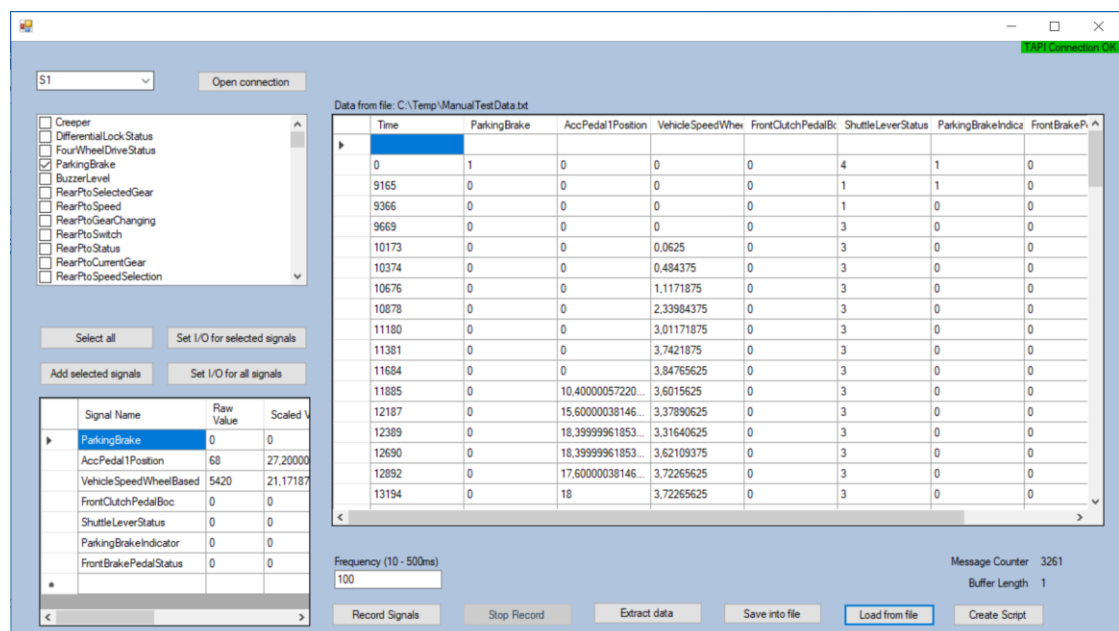 TAPI Connection OK
S1
Open connection
Creeper
DifferentialLockStatus
FourWheelDriveStatus
ParkingBrake
BuzzerLevel
RearPtoSelectedGear
RearPtoSpeed
RearPtoGearChanging
RearPtoSwitch
RearPtoStatus
RearPtoCurrentGear
RearPtoSpeedSelection
Select all Set I/O for selected signals
Add selected signals Set I/O for all signals
Signal Name Raw Value Scaled V
ParkingBrake 0 0
AccPedal1Position 68 27,20000
VehicleSpeedWheelBased 5420 21,17187
FrontClutchPedalBoc 0 0
ShuttleLeverStatus 0 0
ParkingBrakeIndicator 0 0
FrontBrakePedalStatus 0 0
Data from file: C:\Temp\ManualTestData.txt
Time ParkingBrake AccPedal1Position VehicleSpeedWhee FrontClutchPedalBc ShuttleLeverStatus ParkingBrakeIndica FrontBrakeP
0 1 0 0 0 4 1 0
9165 0 0 0 0 1 1 0
9366 0 0 0 0 1 0 0
9669 0 0 0 0 3 0 0
10173 0 0 0,0625 0 3 0 0
10374 0 0 0,484375 0 3 0 0
10676 0 0 1,1171875 0 3 0 0
10878 0 0 2,33984375 0 3 0 0
11180 0 0 3,01171875 0 3 0 0
11381 0 0 3,7421875 0 3 0 0
11684 0 0 3,84765625 0 3 0 0
11885 0 10,40000057220... 3,6015625 0 3 0 0
12187 0 15,60000038146... 3,37890625 0 3 0 0
12389 0 18,39999961853... 3,31640625 0 3 0 0
12690 0 18,39999961853... 3,62109375 0 3 0 0
12892 0 17,60000038146... 3,72265625 0 3 0 0
13194 0 18 3,72265625 0 3 0 0
Frequency (10 - 500ms)
100
Message Counter 3261
Buffer Length 1
Record Signals Stop Record Extract data Save into file Load from file Create Script